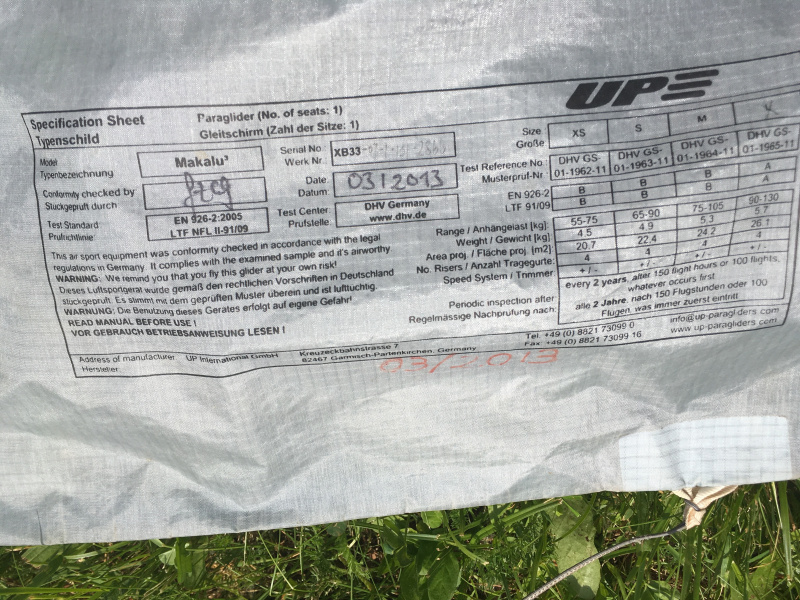 UP
Specification Sheet
Typenschild
Paraglider (No. of seats: 1)
Gleitschirm (Zahl der Sitze: 1)
Model
Typenbezeichnung
Makalu³
Serial No.
Werk Nr.
XB33
Conformity checked by
Stückgeprüft durch
Date:
Datum:
03/2013
Test Standard:
Prüfrichtlinie:
EN 926-2:2005
LTF NFL II-91/09
Test Center:
Prüfstelle:
DHV Germany
www.dhv.de
Size
Größe
XS S M
Test Reference No.:
Musterpruf-Nr.:
DHV GS- DHV GS- DHV GS- DHV GS-
01-1962-11 01-1963-11 01-1964-11 01-1965-11
EN 926-2 B B B A
LTF 91/09 B B B A
Range / Anhängelast [kg] 55-75 65-90 75-105 90-130
Weight / Gewicht [kg] 4.5 4.9 5.3 5.7
Area proj. / Fläche proj. [m2] 20.7 22.4 24.2 26.1
No. Risers / Anzahl Tragegurte: 4 4 4 4
Speed System / Trimmer + / - + / - + / - + / -
Periodic inspection after
Regelmässige Nachprüfung nach:
every 2 years, after 150 flight hours or 100 flights,
whatever occurs first
alle 2 Jahre, nach 150 Flugstunden oder 100
Flügen, was immer zuerst eintritt
This air sport equipment was conformity checked in accordance with the legal
regulations in Germany. It complies with the examined sample and it's airworthy
WARNING: We remind you that you fly this glider at your own risk!
Dieses Luftsportgerät wurde gemäß den rechtlichen Vorschriften in Deutschland
stückgeprüft. Es stimmt mit dem geprüften Muster überein und ist lufttüchtig.
WARNUNG: Die Benutzung dieses Gerätes erfolgt auf eigene Gefahr!
READ MANUAL BEFORE USE !
VOR GEBRAUCH BETRIEBSANWEISUNG LESEN !
Address of manufacturer
Hersteller:
UP International GmbH
Kreuzeckbahnstrasse 7
82467 Garmisch-Partenkirchen, Germany
Tel. +49 (0) 8821 73099 0
Fax: +49 (0) 8821 73099 16
info@up-paragliders.com
www.up-paragliders.com
03/2013